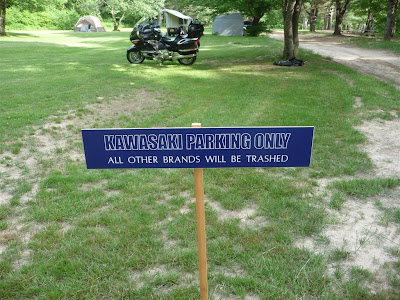 KAWASAKI PARKING ONLY
ALL OTHER BRANDS WILL BE TRASHED